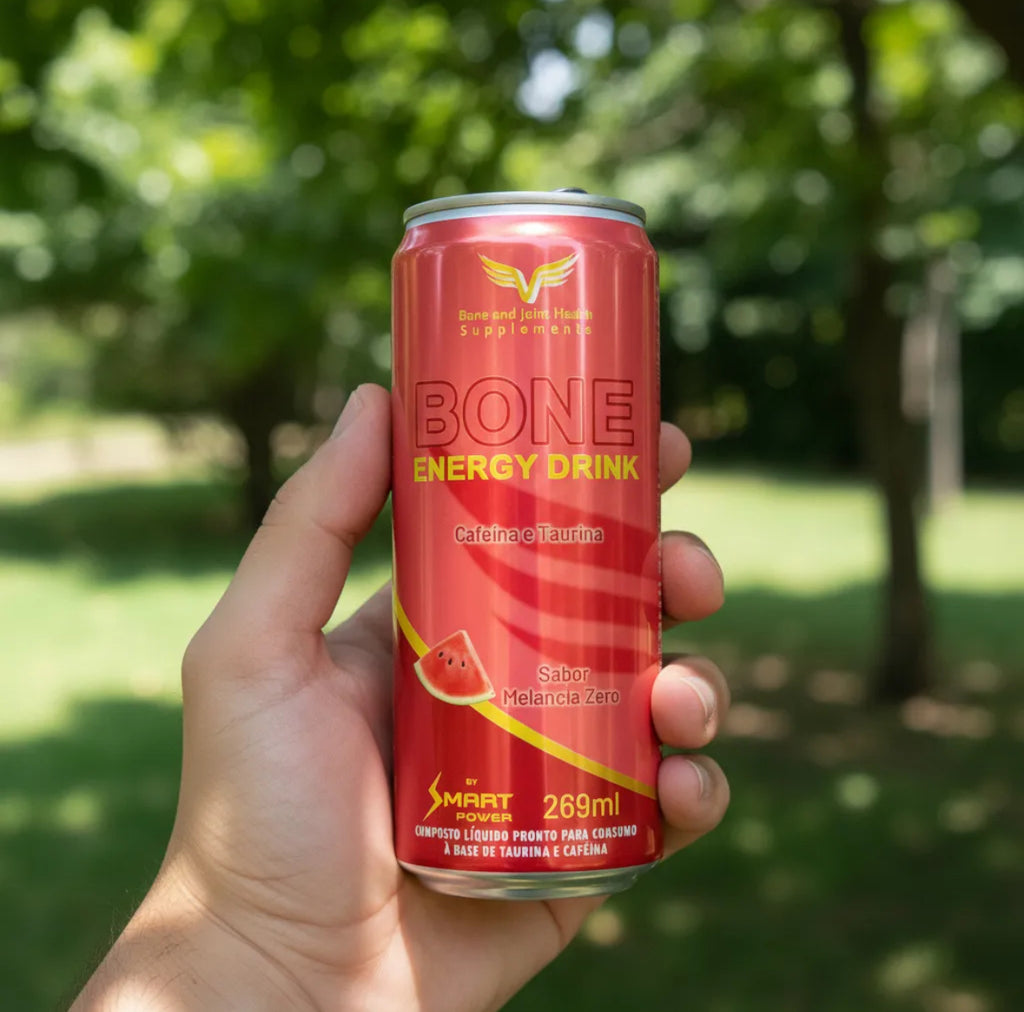 Bone and Joint Health
Supplements
BONE
ENERGY DRINK
Cafeína e Taurina
Sabor
Melancia Zero
BY
SMART
POWER
269ml
COMPOSTO LÍQUIDO PRONTO PARA CONSUMO
À BASE DE TAURINA E CAFÉINA